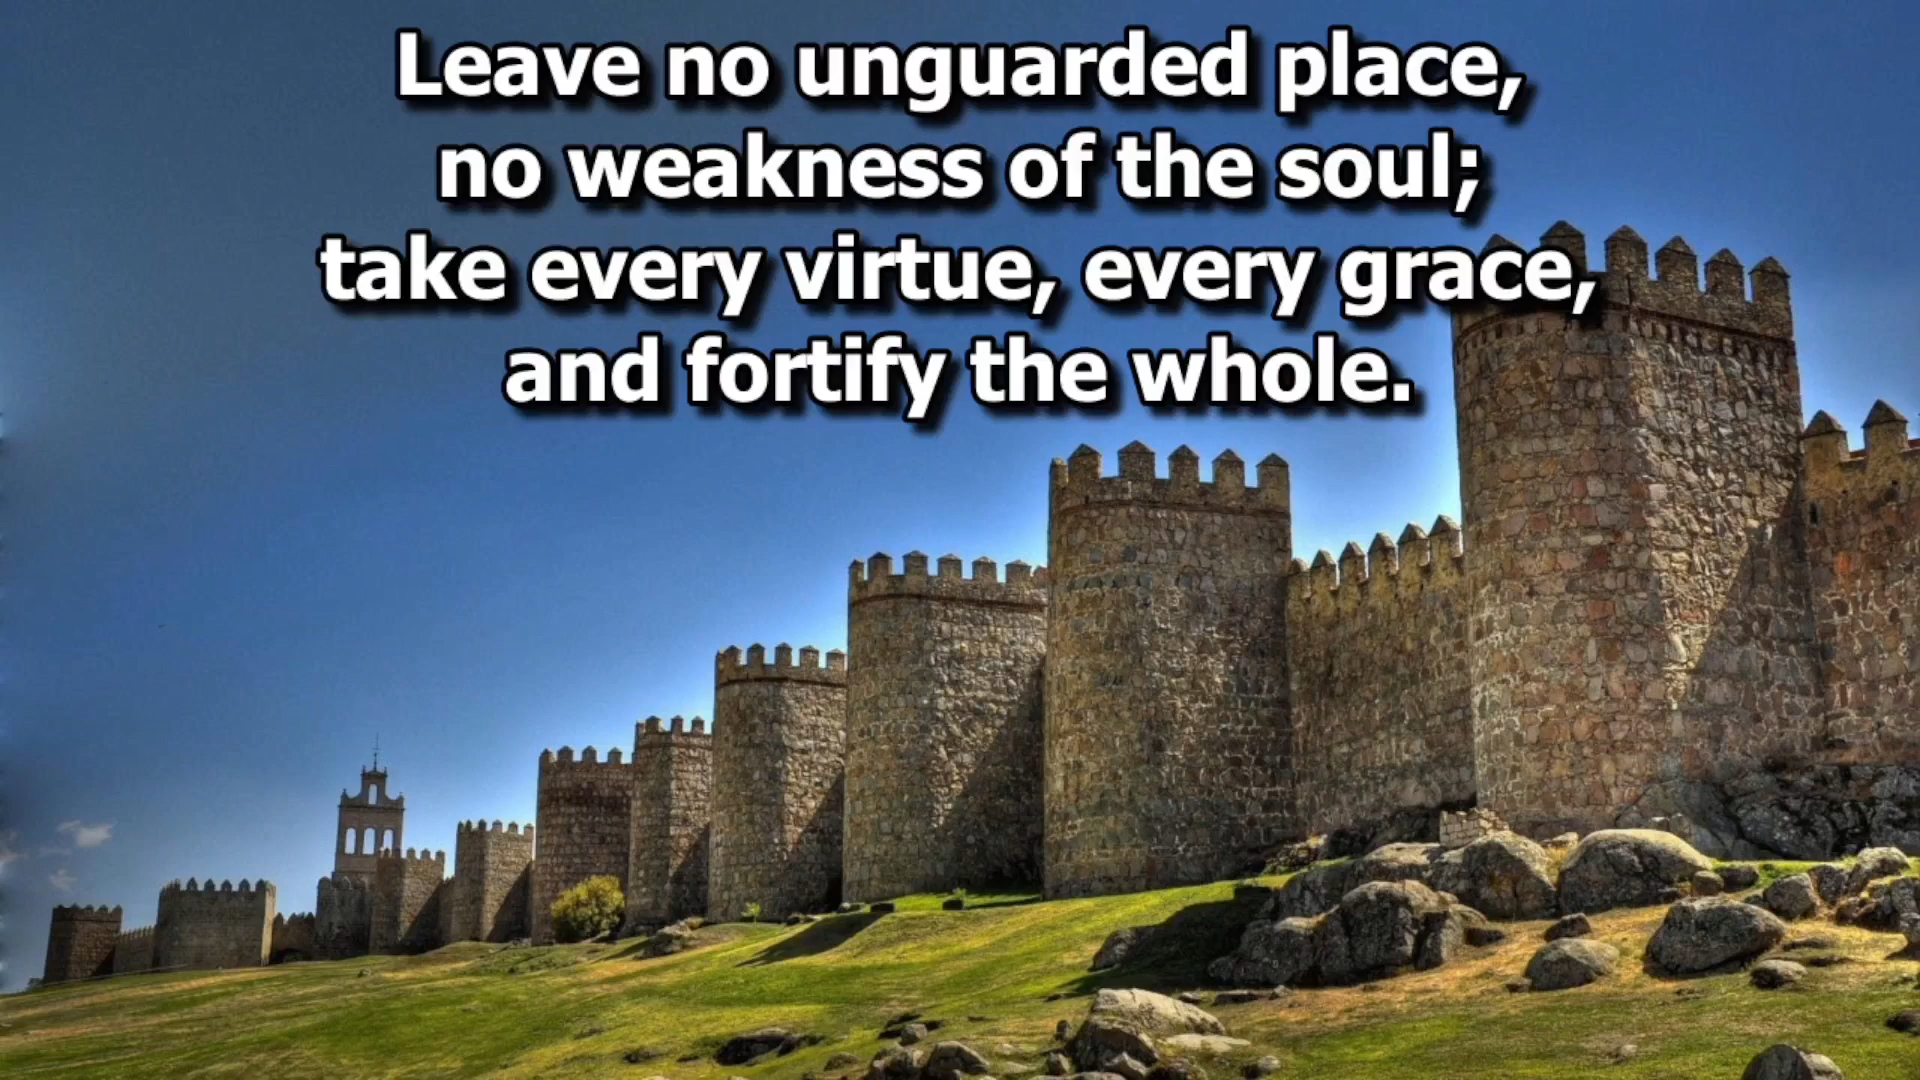 Leave no unguarded place,
no weakness of the soul;
take every virtue, every grace,
and fortify the whole.